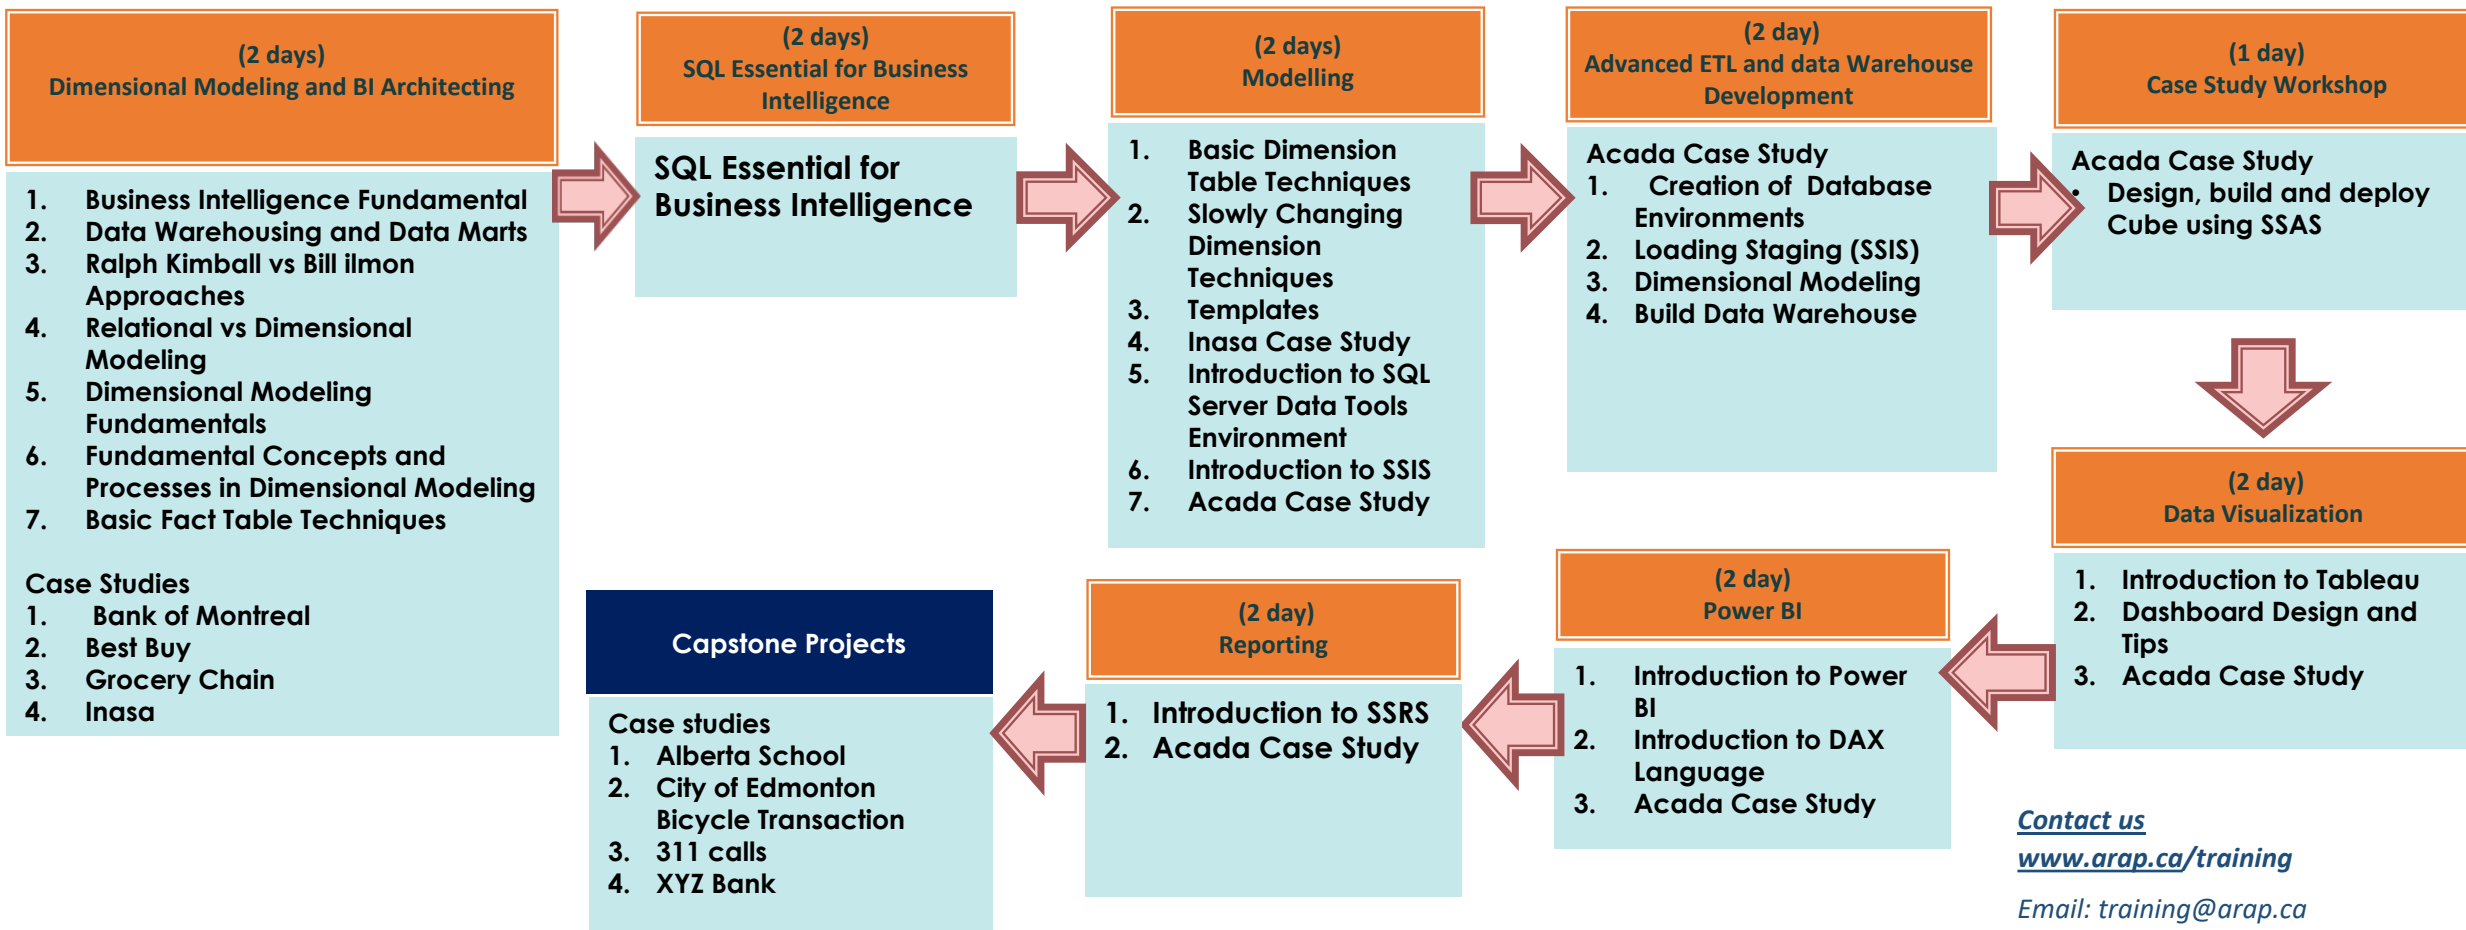 (2 days)
Dimensional Modeling and BI Architecting
1. Business Intelligence Fundamental
2. Data Warehousing and Data Marts
3. Ralph Kimball vs Bill ilmon
Approaches
4. Relational vs Dimensional
Modeling
5. Dimensional Modeling
Fundamentals
6. Fundamental Concepts and
Processes in Dimensional Modeling
7. Basic Fact Table Techniques
Case Studies
1. Bank of Montreal
2. Best Buy
3. Grocery Chain
4. Inasa
(2 days)
SQL Essential for Business
Intelligence
SQL Essential for
Business Intelligence
(2 days)
Modelling
1. Basic Dimension
Table Techniques
2. Slowly Changing
Dimension
Techniques
3. Templates
4. Inasa Case Study
5. Introduction to SQL
Server Data Tools
Environment
6. Introduction to SSIS
7. Acada Case Study
(2 day)
Advanced ETL and data Warehouse
Development
Acada Case Study
1. Creation of Database
Environments
2. Loading Staging (SSIS)
3. Dimensional Modeling
4. Build Data Warehouse
(1 day)
Case Study Workshop
Acada Case Study
• Design, build and deploy
Cube using SSAS
(2 day)
Data Visualization
1. Introduction to Tableau
2. Dashboard Design and
Tips
3. Acada Case Study
(2 day)
Power BI
1. Introduction to Power
BI
2. Introduction to DAX
Language
3. Acada Case Study
(2 day)
Reporting
1. Introduction to SSRS
2. Acada Case Study
Capstone Projects
Case studies
1. Alberta School
2. City of Edmonton
Bicycle Transaction
3. 311 calls
4. XYZ Bank
Contact us
www.arap.ca/training
Email: training@arap.ca